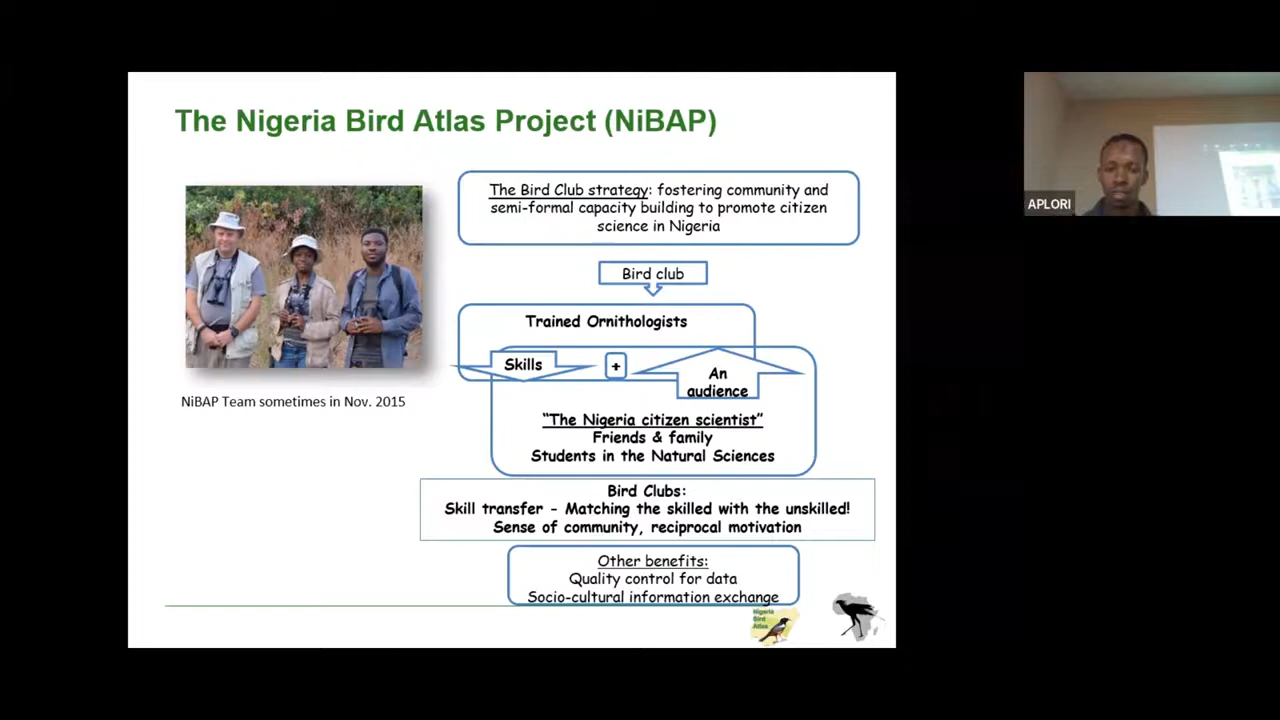 The Nigeria Bird Atlas Project (NiBAP)
The Bird Club strategy: fostering community and
semi-formal capacity building to promote citizen
science in Nigeria
Bird club
Trained Ornithologists
Skills
+
An
audience
"The Nigeria citizen scientist"
Friends & family
Students in the Natural Sciences
NiBAP Team sometimes in Nov. 2015
Bird Clubs:
Skill transfer - Matching the skilled with the unskilled!
Sense of community, reciprocal motivation
Other benefits:
Quality control for data
Socio-cultural information exchange
Nigeria
Bird
Atlas
APLORI